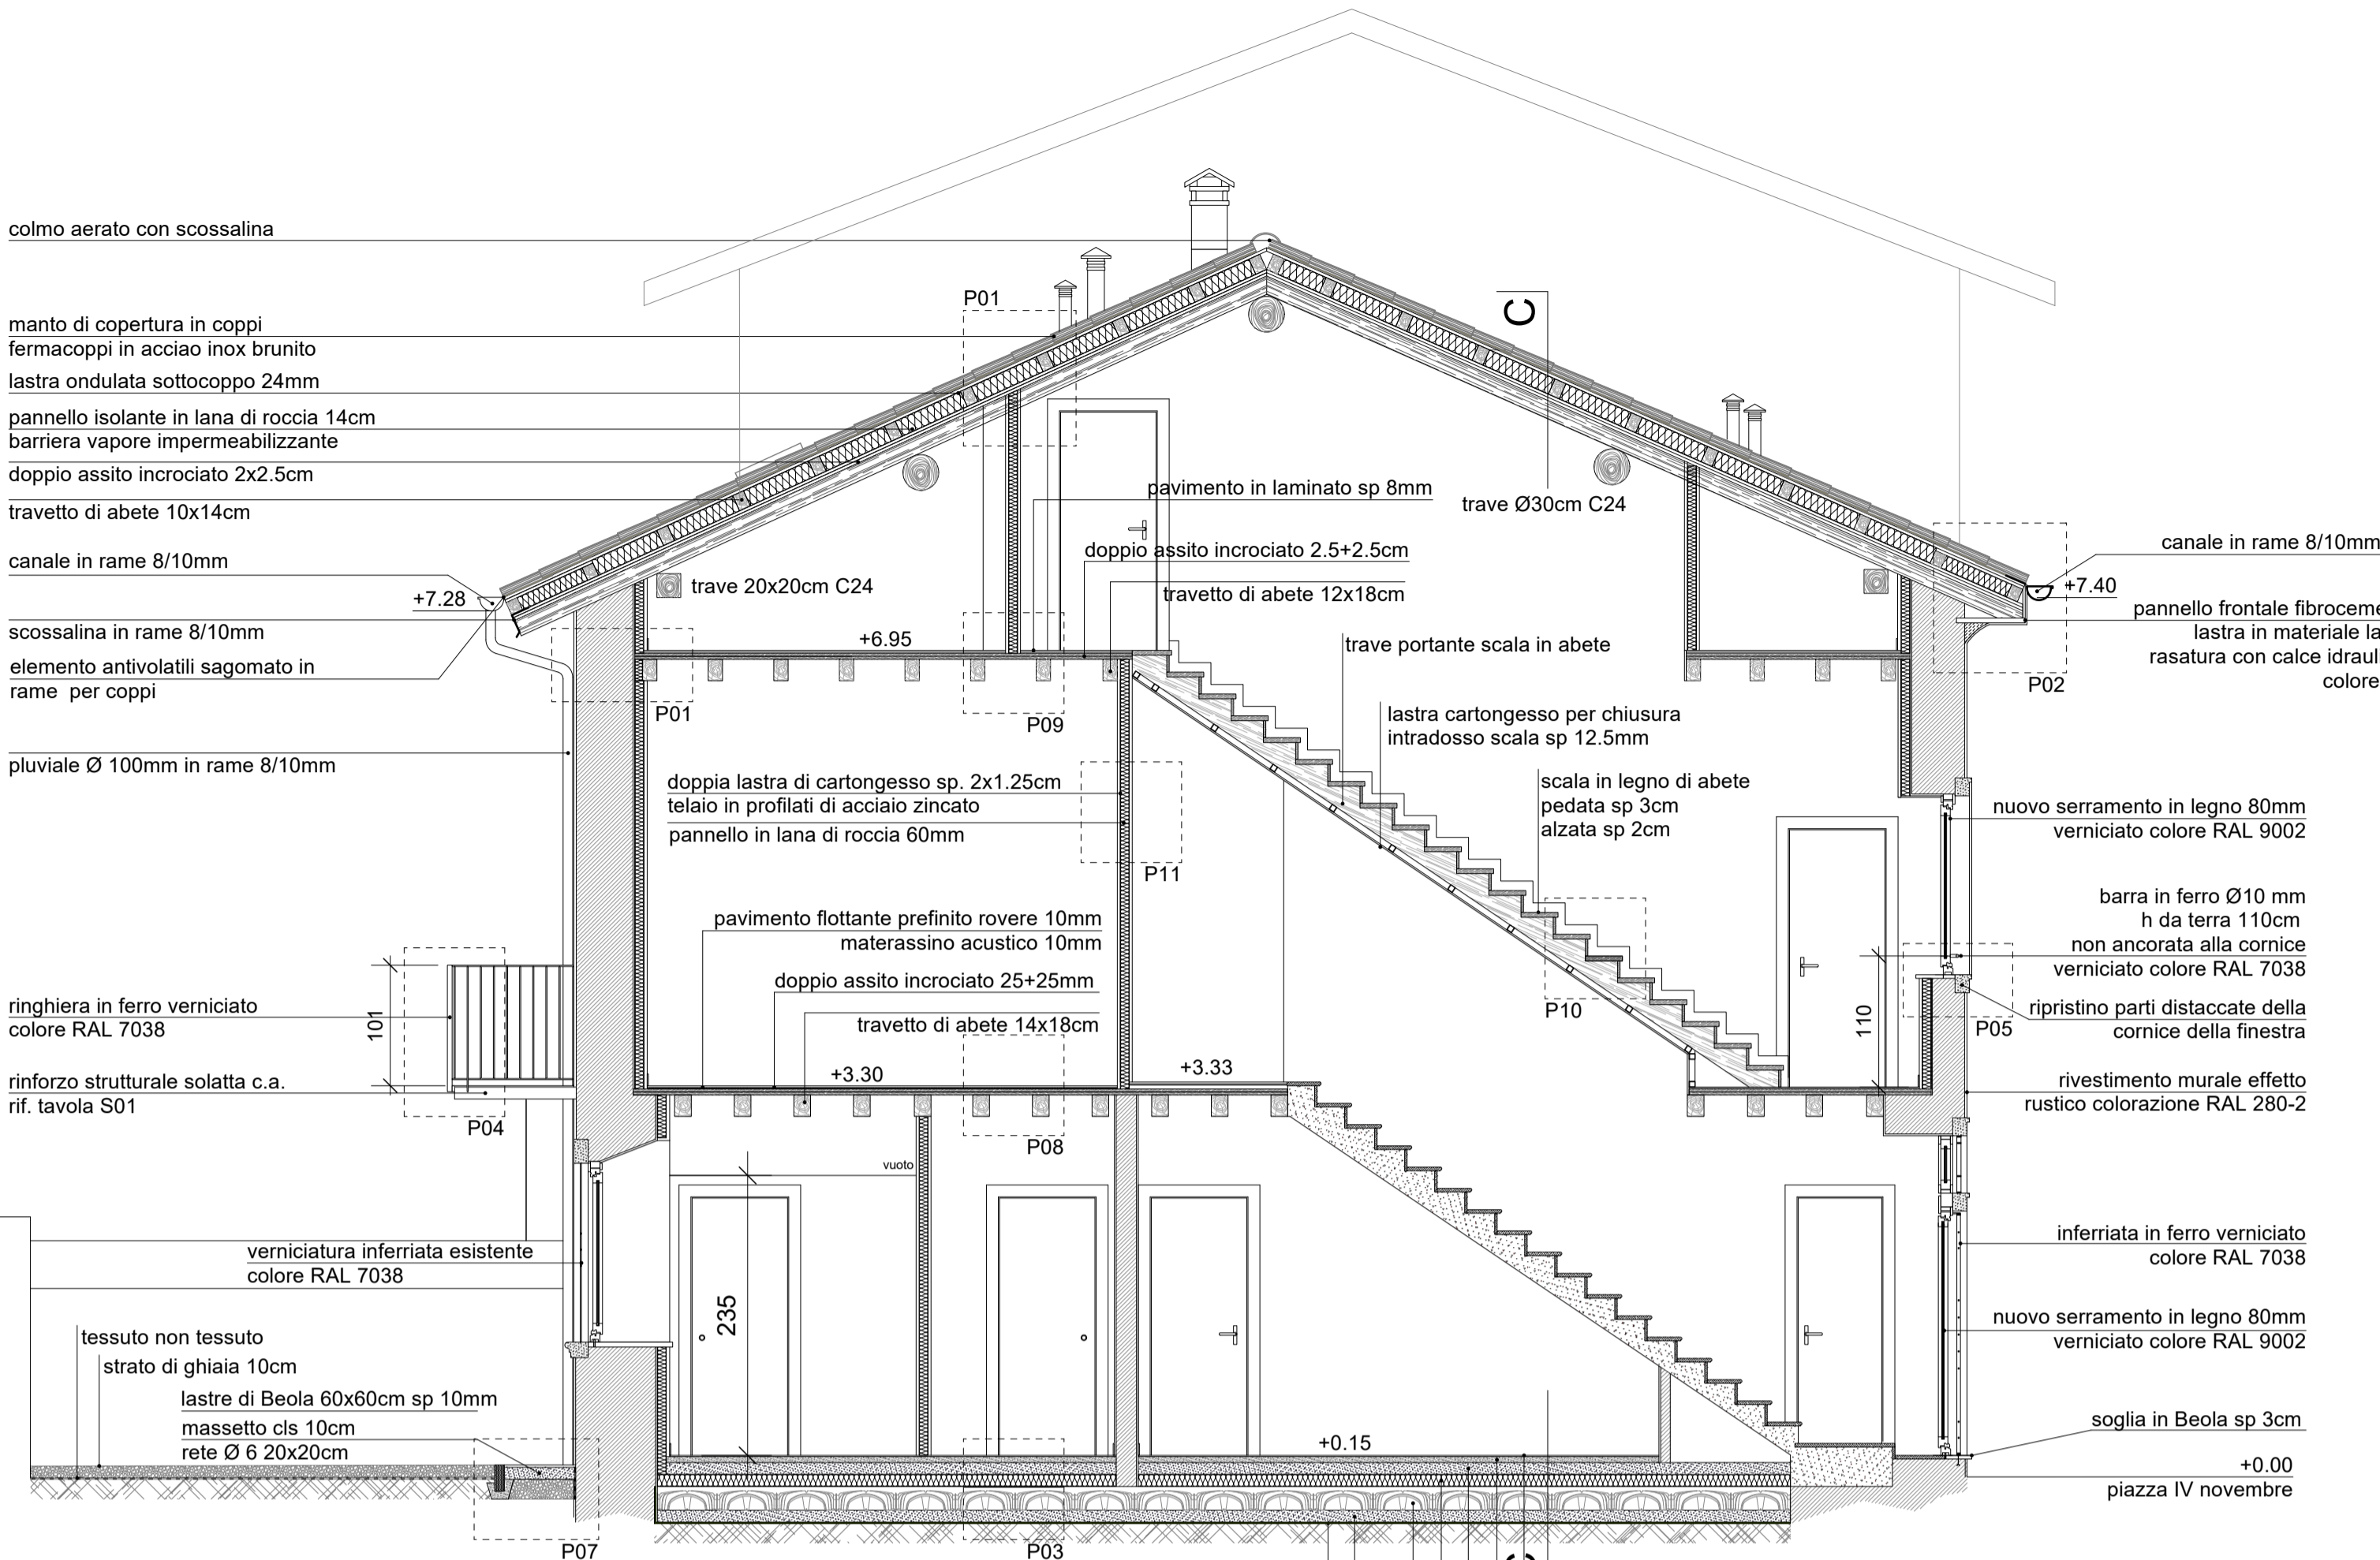 colmo aerato con scossalina
manto di copertura in coppi
fermacoppi in acciao inox brunito
lastra ondulata sottocoppo 24mm
pannello isolante in lana di roccia 14cm
barriera vapore impermeabilizzante
doppio assito incrociato 2x2.5cm
travetto di abete 10x14cm
canale in rame 8/10mm
+7.28
scossalina in rame 8/10mm
elemento antivolatili sagomato in
rame per coppi
pluviale Ø 100mm in rame 8/10mm
ringhiera in ferro verniciato
colore RAL 7038
101
rinforzo strutturale solatta c.a.
rif. tavola S01
P04
verniciatura inferriata esistente
colore RAL 7038
tessuto non tessuto
strato di ghiaia 10cm
lastre di Beola 60x60cm sp 10mm
massetto cls 10cm
rete Ø 6 20x20cm
P07
P01
C
pavimento in laminato sp 8mm
trave Ø30cm C24
doppio assito incrociato 2.5+2.5cm
travetto di abete 12x18cm
trave 20x20cm C24
+6.95
P01
P09
trave portante scala in abete
lastra cartongesso per chiusura
intradosso scala sp 12.5mm
doppia lastra di cartongesso sp. 2x1.25cm
telaio in profilati di acciaio zincato
pannello in lana di roccia 60mm
P11
scala in legno di abete
pedata sp 3cm
alzata sp 2cm
pavimento flottante prefinito rovere 10mm
materassino acustico 10mm
doppio assito incrociato 25+25mm
travetto di abete 14x18cm
P10
+3.30
+3.33
P08
vuoto
235
+0.15
P03
canale in rame 8/10mm
+7.40
pannello frontale fibroceme
lastra in materiale la
rasatura con calce idraul
colore
P02
nuovo serramento in legno 80mm
verniciato colore RAL 9002
barra in ferro Ø10 mm
h da terra 110cm
non ancorata alla cornice
verniciato colore RAL 7038
110
P05
ripristino parti distaccate della
cornice della finestra
rivestimento murale effetto
rustico colorazione RAL 280-2
inferriata in ferro verniciato
colore RAL 7038
nuovo serramento in legno 80mm
verniciato colore RAL 9002
soglia in Beola sp 3cm
+0.00
piazza IV novembre